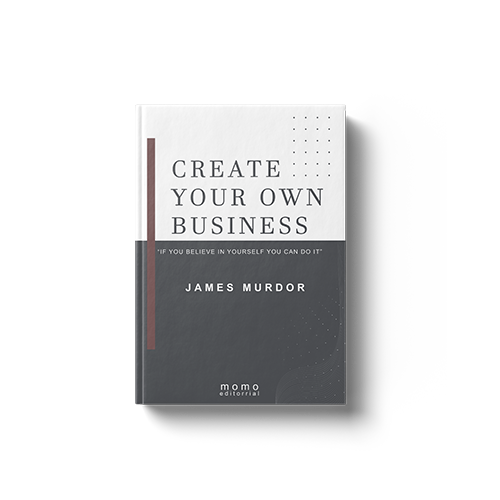 CREATE
YOUR OWN
BUSINESS
"IF YOU BELIEVE IN YOURSELF YOU CAN DO IT"
JAMES MURDOR
momo
editorrial